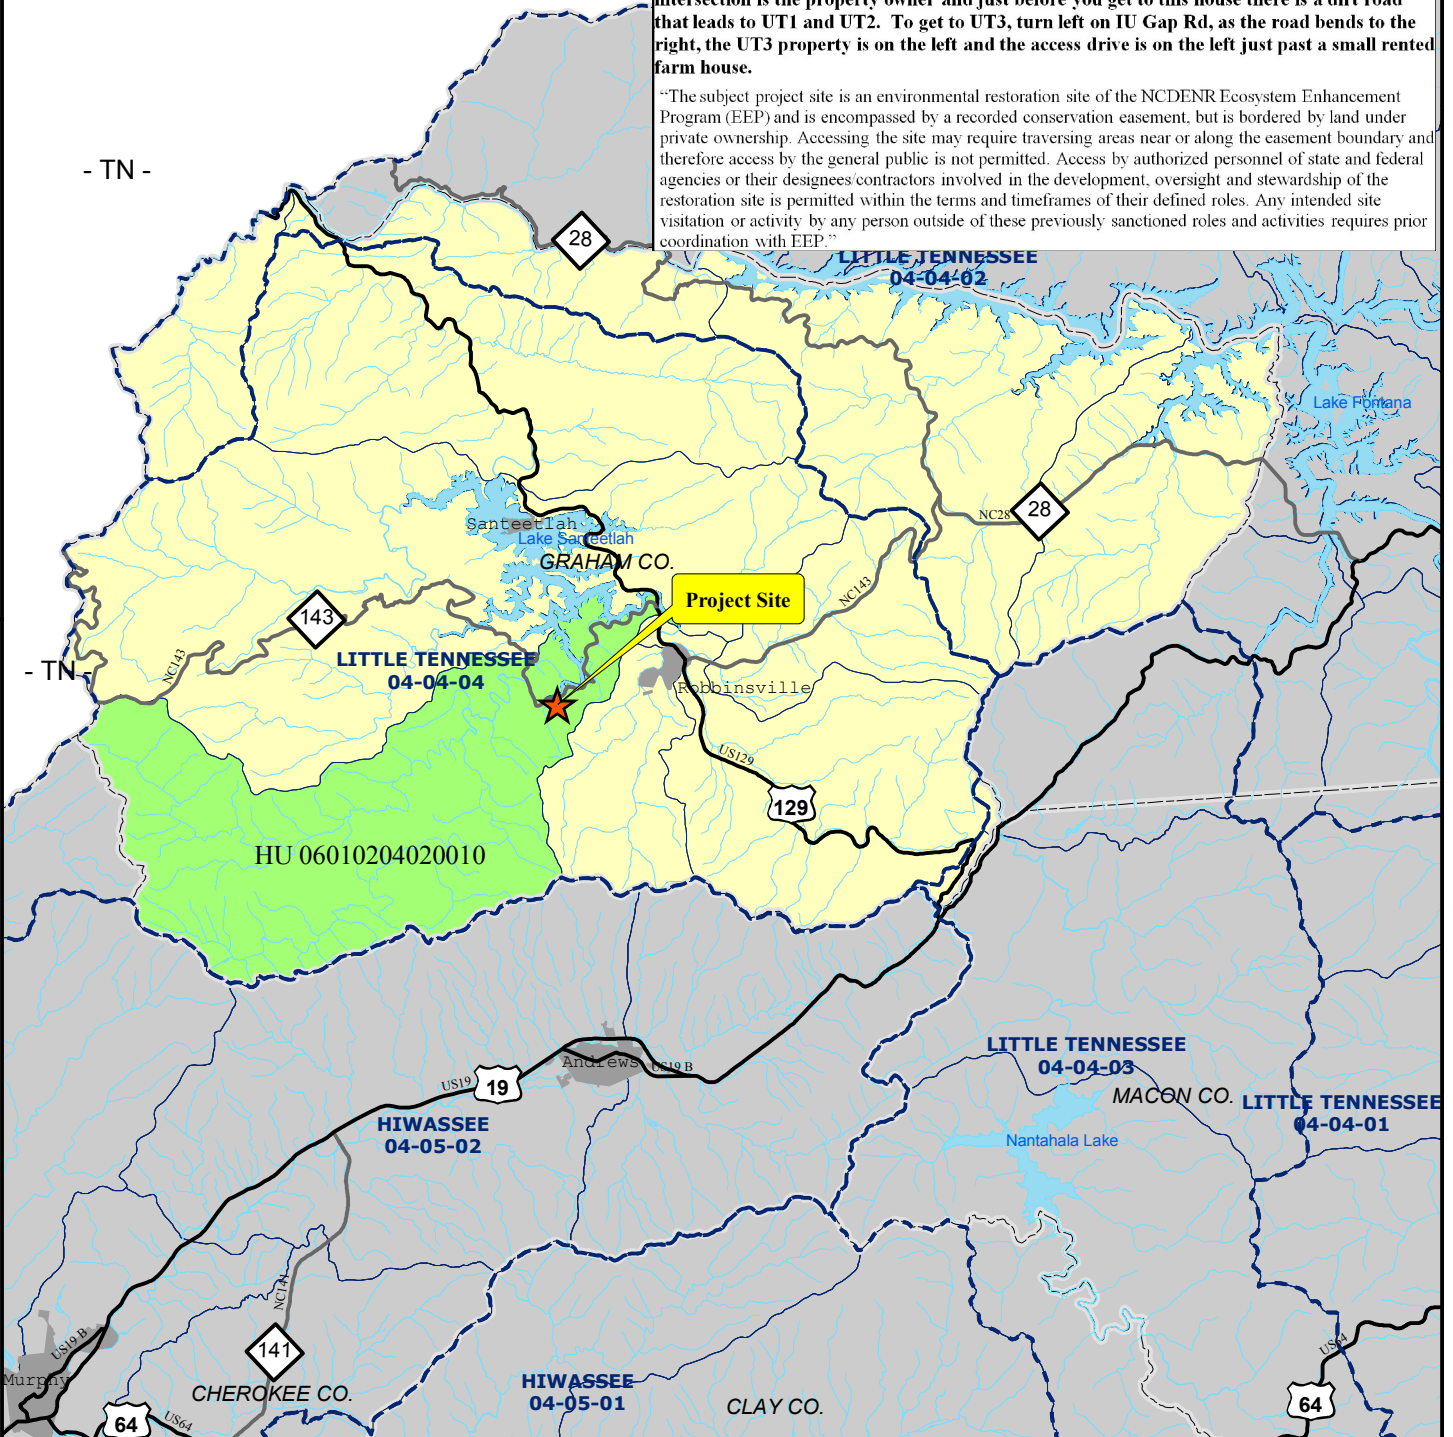 intersection is the property owner and just before you get to this house there is a dirt road
that leads to UT1 and UT2. To get to UT3, turn left on IU Gap Rd, as the road bends to the
right, the UT3 property is on the left and the access drive is on the left just past a small rented
farm house.
“The subject project site is an environmental restoration site of the NCDENR Ecosystem Enhancement
Program (EEP) and is encompassed by a recorded conservation easement, but is bordered by land under
private ownership. Accessing the site may require traversing areas near or along the easement boundary and
therefore access by the general public is not permitted. Access by authorized personnel of state and federal
agencies or their designees/contractors involved in the development, oversight and stewardship of the
restoration site is permitted within the terms and timeframes of their defined roles. Any intended site
visitation or activity by any person outside of these previously sanctioned roles and activities requires prior
coordination with EEP.”
- TN -
28
LITTLE TENNESSEE
04-04-02
Lake Fontana
NC28
28
Santeetlah
Lake Santeetlah
GRAHAM CO.
Project Site
NC143
143
NC143
- TN -
LITTLE TENNESSEE
04-04-04
Robbinsville
US129
129
HU 06010204020010
LITTLE TENNESSEE
04-04-03
MACON CO.
LITTLE TENNESSEE
04-04-01
Andrews
US19 B
US19
19
HIWASSEE
04-05-02
Nantahala Lake
NC141
141
US19 B
Murphy
CHEROKEE CO.
64
US64
HIWASSEE
04-05-01
CLAY CO.
US64
64